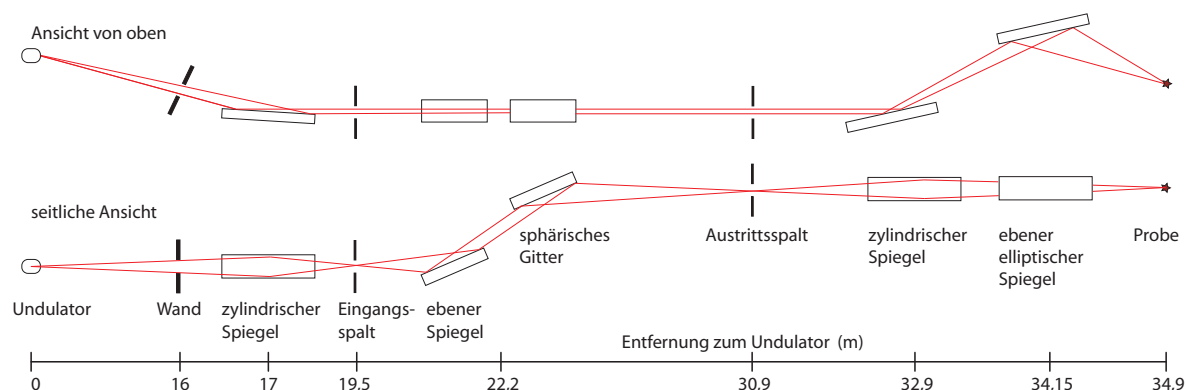 Ansicht von oben
seitliche Ansicht
sphärisches
Gitter
Austrittsspalt
zylindrischer
Spiegel
ebener
elliptischer
Spiegel
Probe
Undulator
Wand
zylindrischer
Spiegel
Eingangs-
spalt
ebener
Spiegel
Entfernung zum Undulator (m)
0 16 17 19,5 22,2 30,9 32,9 34,15 34,9